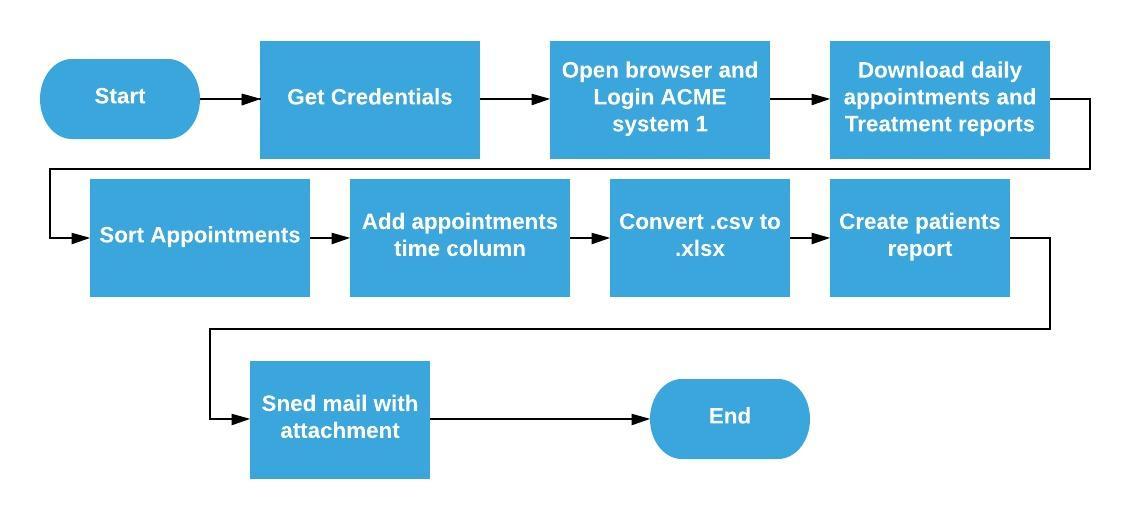 Start
Get Credentials
Open browser and
Login ACME
system 1
Download daily
appointments and
Treatment reports
Sort Appointments
Add appointments
time column
Convert .csv to
.xlsx
Create patients
report
Sned mail with
attachment
End